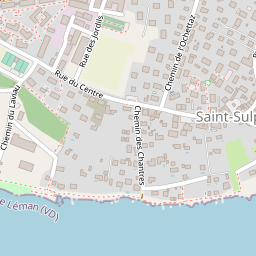 Rue des Jordils
Chemin de l'Ochettaz
Rue du Centre
Chemin du Laviau
Chemin des Chantres
Saint-Sulp
e Léman (VD)